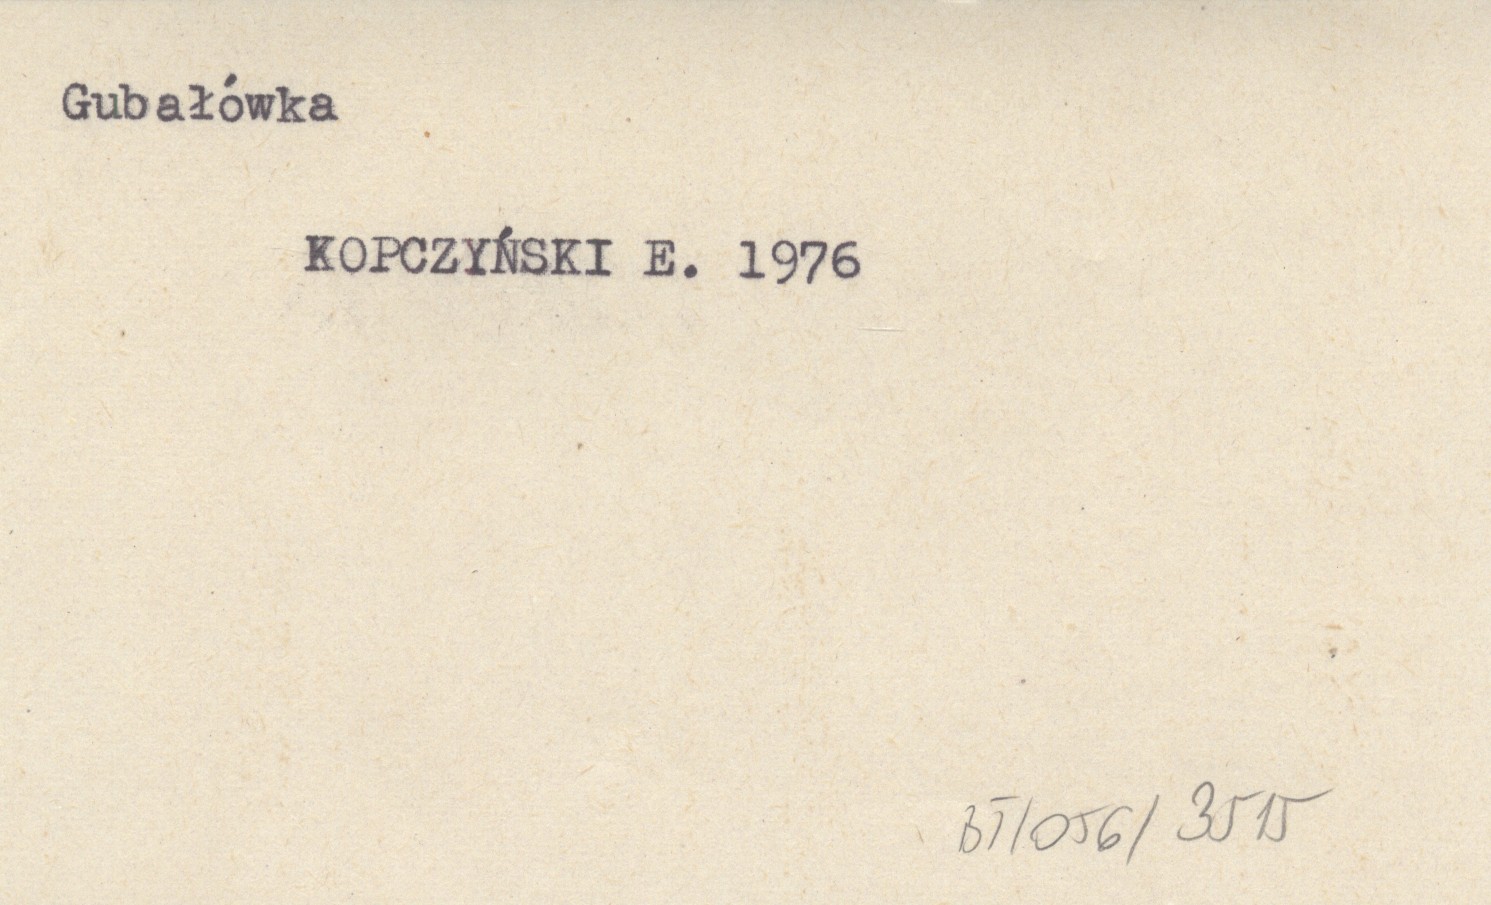 Gubałówka
KOPCZYŃSKI E. 1976
BT/056/3515